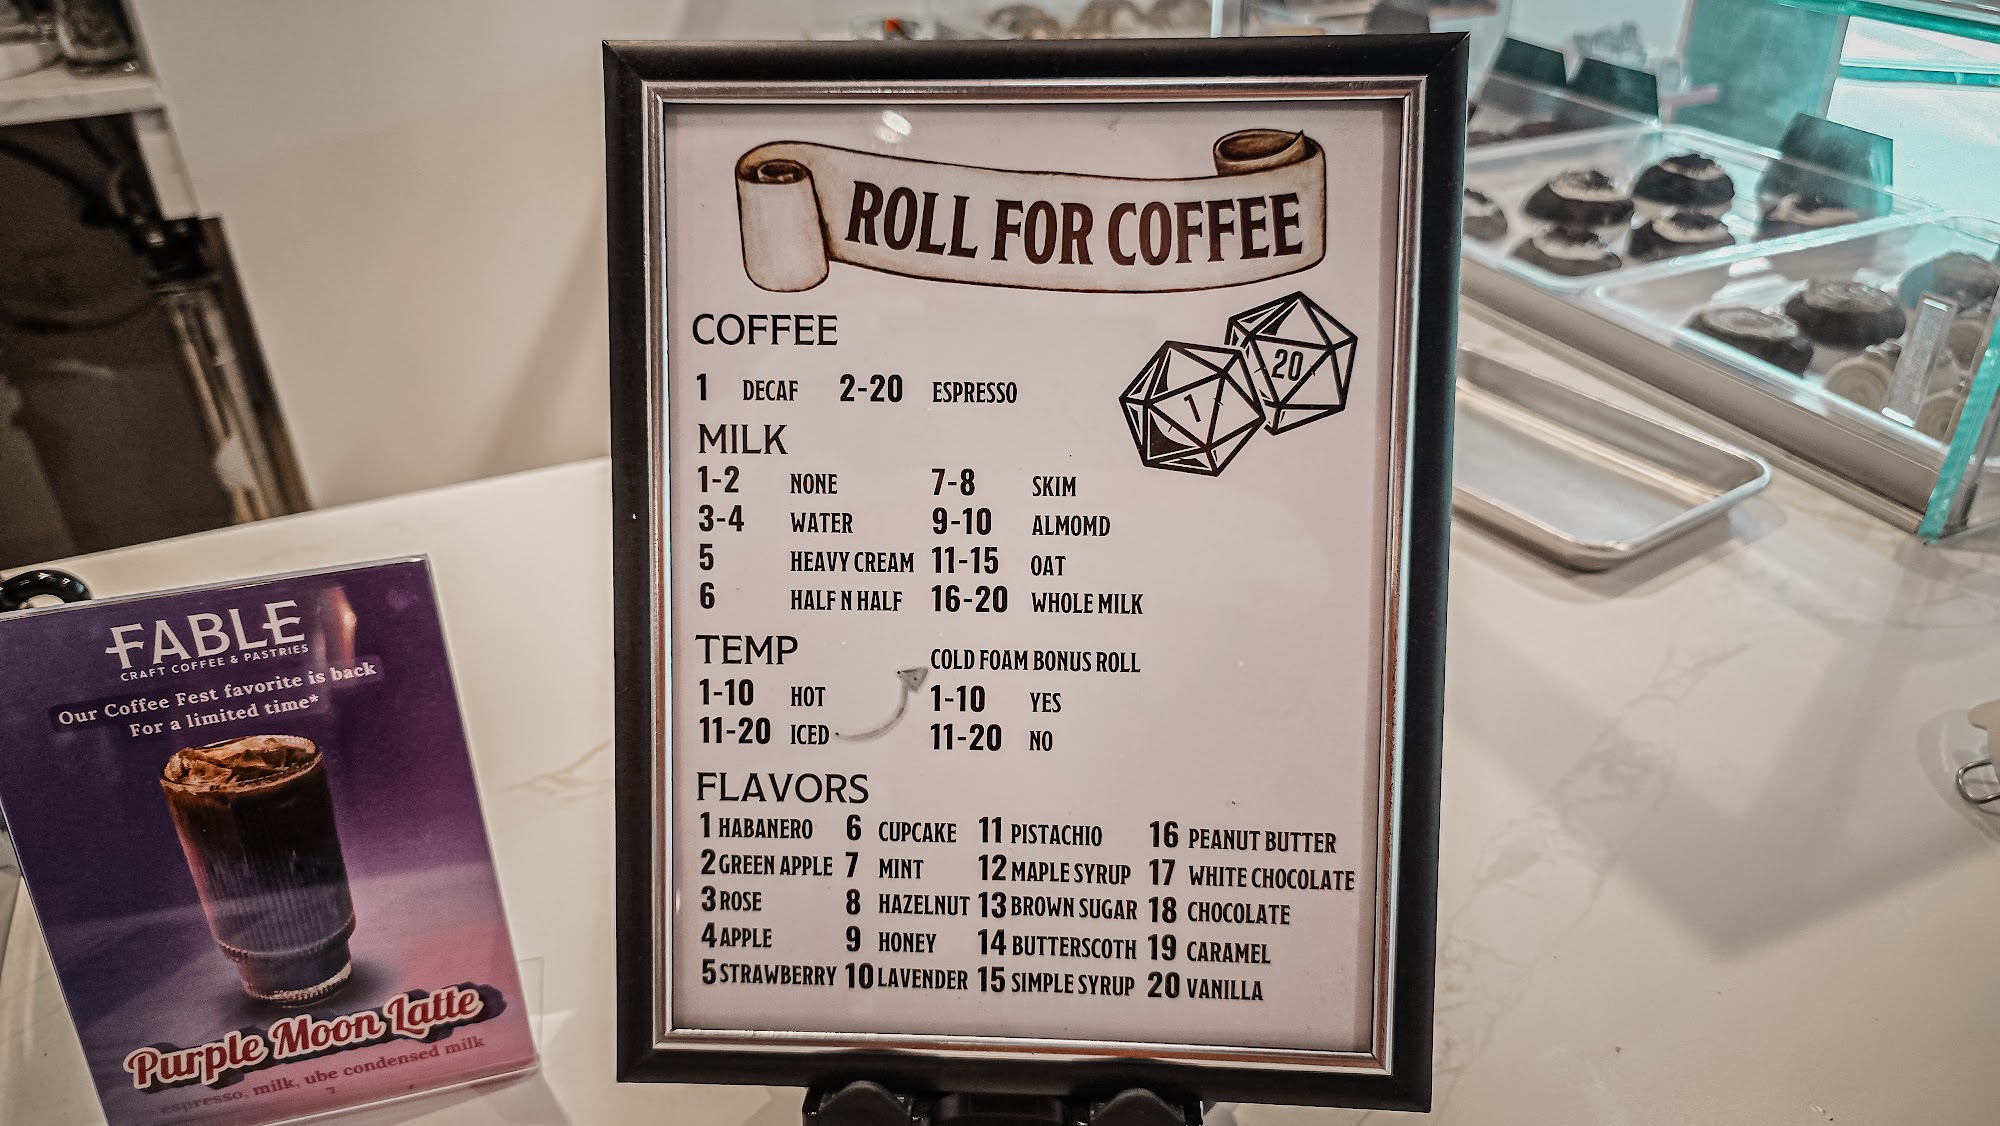 ROLL FOR COFFEE
COFFEE
1 DECAF 2-20 ESPRESSO
1
20
MILK
1-2 NONE 7-8 SKIM
3-4 WATER 9-10 ALMOMD
5 HEAVY CREAM 11-15 OAT
6 HALF N HALF 16-20 WHOLE MILK
TEMP COLD FOAM BONUS ROLL
1-10 HOT 1-10 YES
11-20 ICED 11-20 NO
FLAVORS
1 HABANERO 6 CUPCAKE 11 PISTACHIO 16 PEANUT BUTTER
2 GREEN APPLE 7 MINT 12 MAPLE SYRUP 17 WHITE CHOCOLATE
3 ROSE 8 HAZELNUT 13 BROWN SUGAR 18 CHOCOLATE
4 APPLE 9 HONEY 14 BUTTERSCOTH 19 CARAMEL
5 STRAWBERRY 10 LAVENDER 15 SIMPLE SYRUP 20 VANILLA
FABLE
CRAFT COFFEE & PASTRIES
Our Coffee Fest favorite is back
For a limited time*
Purple Moon Latte
espresso, milk, ube condensed milk